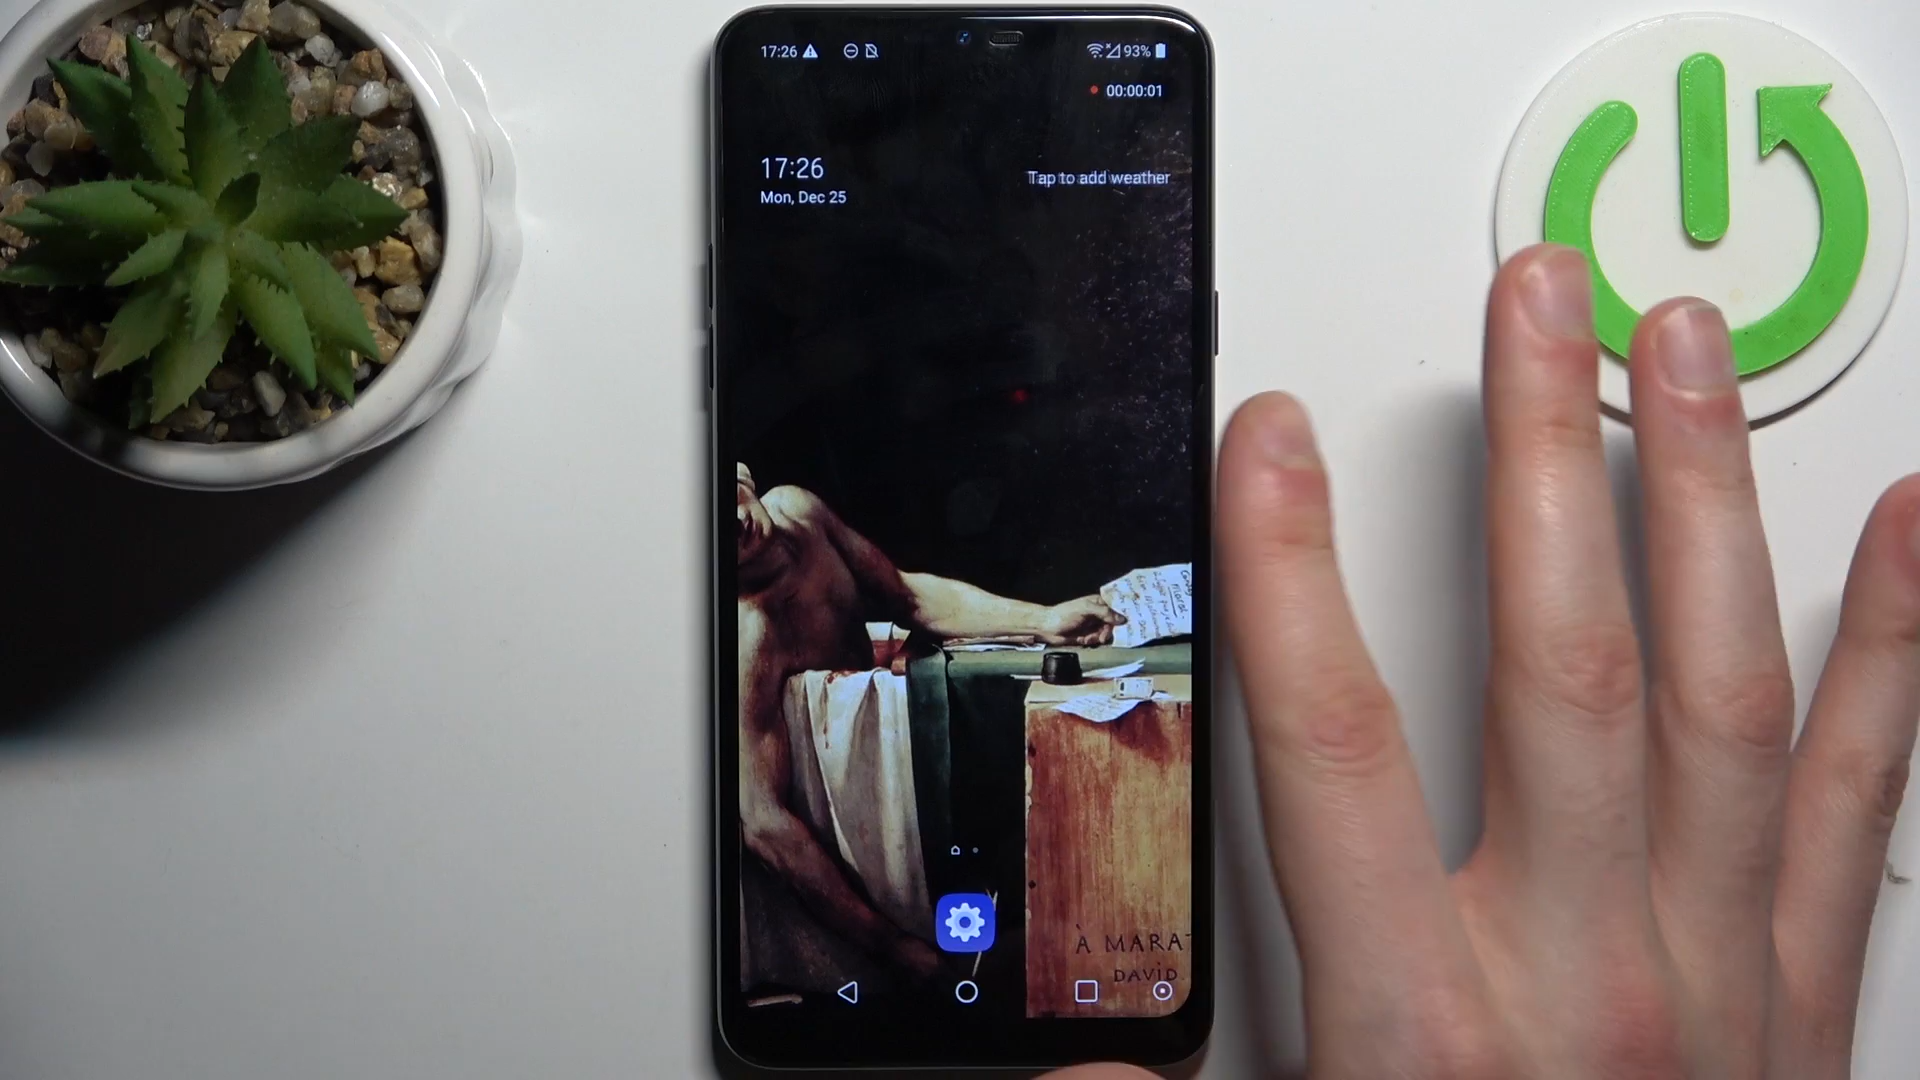 17:26
93%
00:00:01
17:26
Tap to add weather
Mon, Dec 25
À MARAT
DAVID